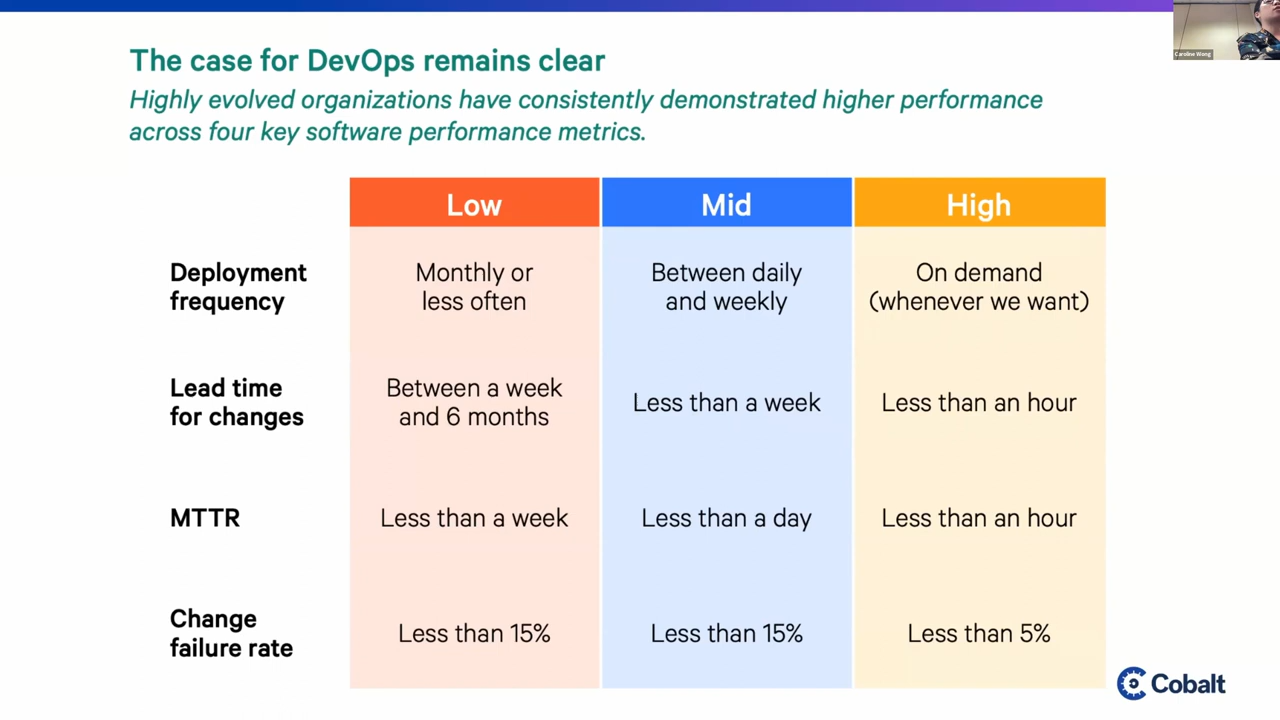 The case for DevOps remains clear
Highly evolved organizations have consistently demonstrated higher performance
across four key software performance metrics.
Low
Mid
High
Deployment
frequency
Monthly or
less often
Between daily
and weekly
On demand
(whenever we want)
Lead time
for changes
Between a week
and 6 months
Less than a week
Less than an hour
MTTR
Less than a week
Less than a day
Less than an hour
Change
failure rate
Less than 15%
Less than 15%
Less than 5%
Cobalt
Caroline Wong